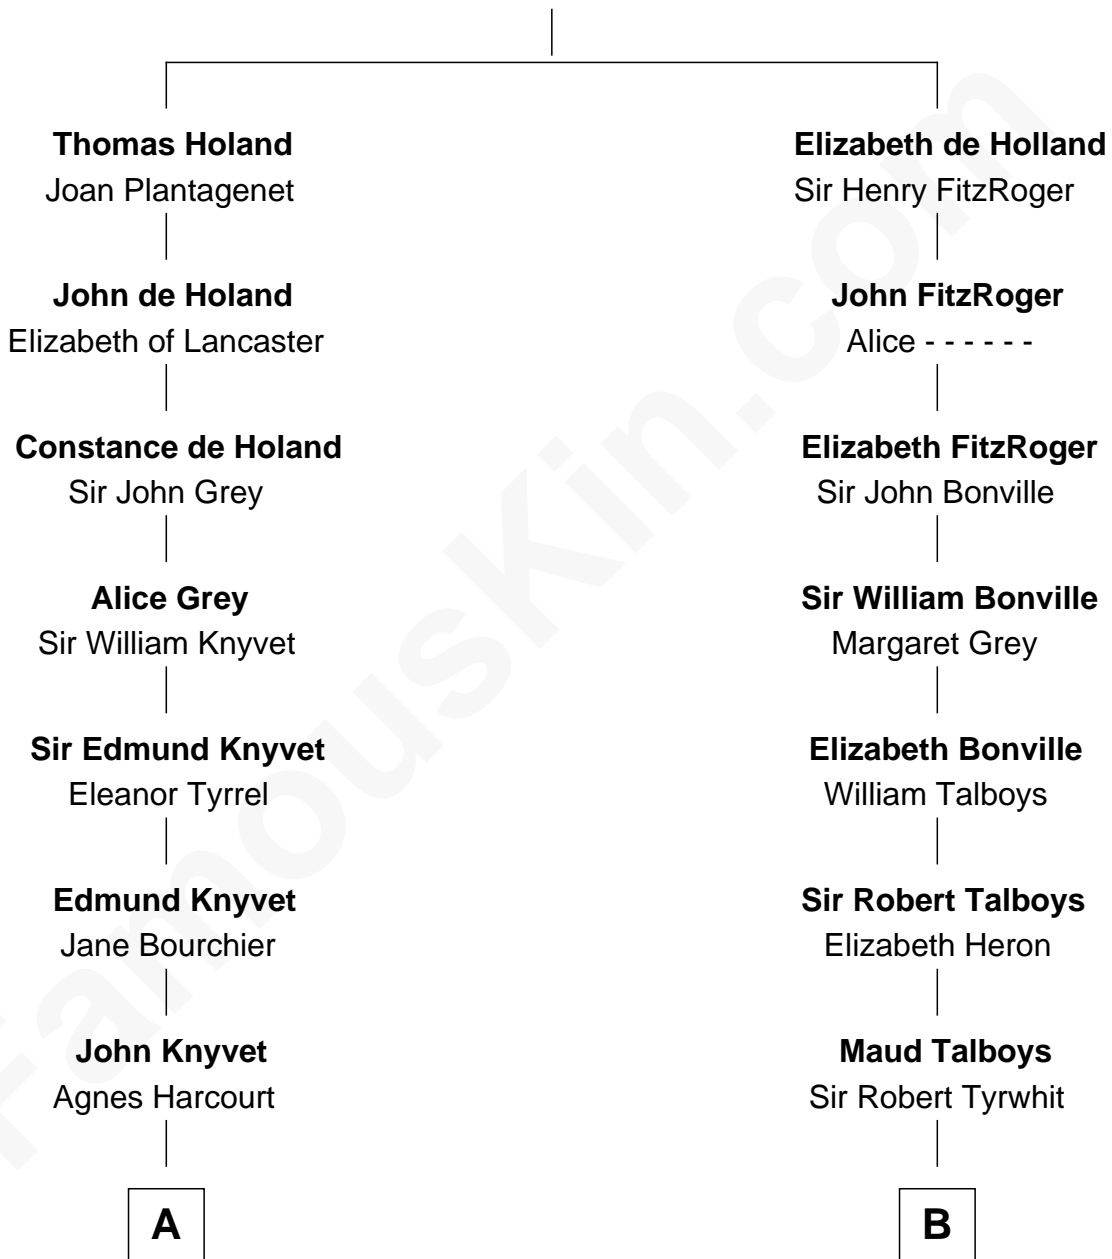 Thomas Holand
Joan Plantagenet
John de Holand
Elizabeth of Lancaster
Constance de Holand
Sir John Grey
Alice Grey
Sir William Knyvet
Sir Edmund Knyvet
Eleanor Tyrrel
Edmund Knyvet
Jane Bourchier
John Knyvet
Agnes Harcourt
A
Elizabeth de Holland
Sir Henry FitzRoger
John FitzRoger
Alice - - - - - -
Elizabeth FitzRoger
Sir John Bonville
Sir William Bonville
Margaret Grey
Elizabeth Bonville
William Talboys
Sir Robert Talboys
Elizabeth Heron
Maud Talboys
Sir Robert Tyrwhit
B
FamousKin.com